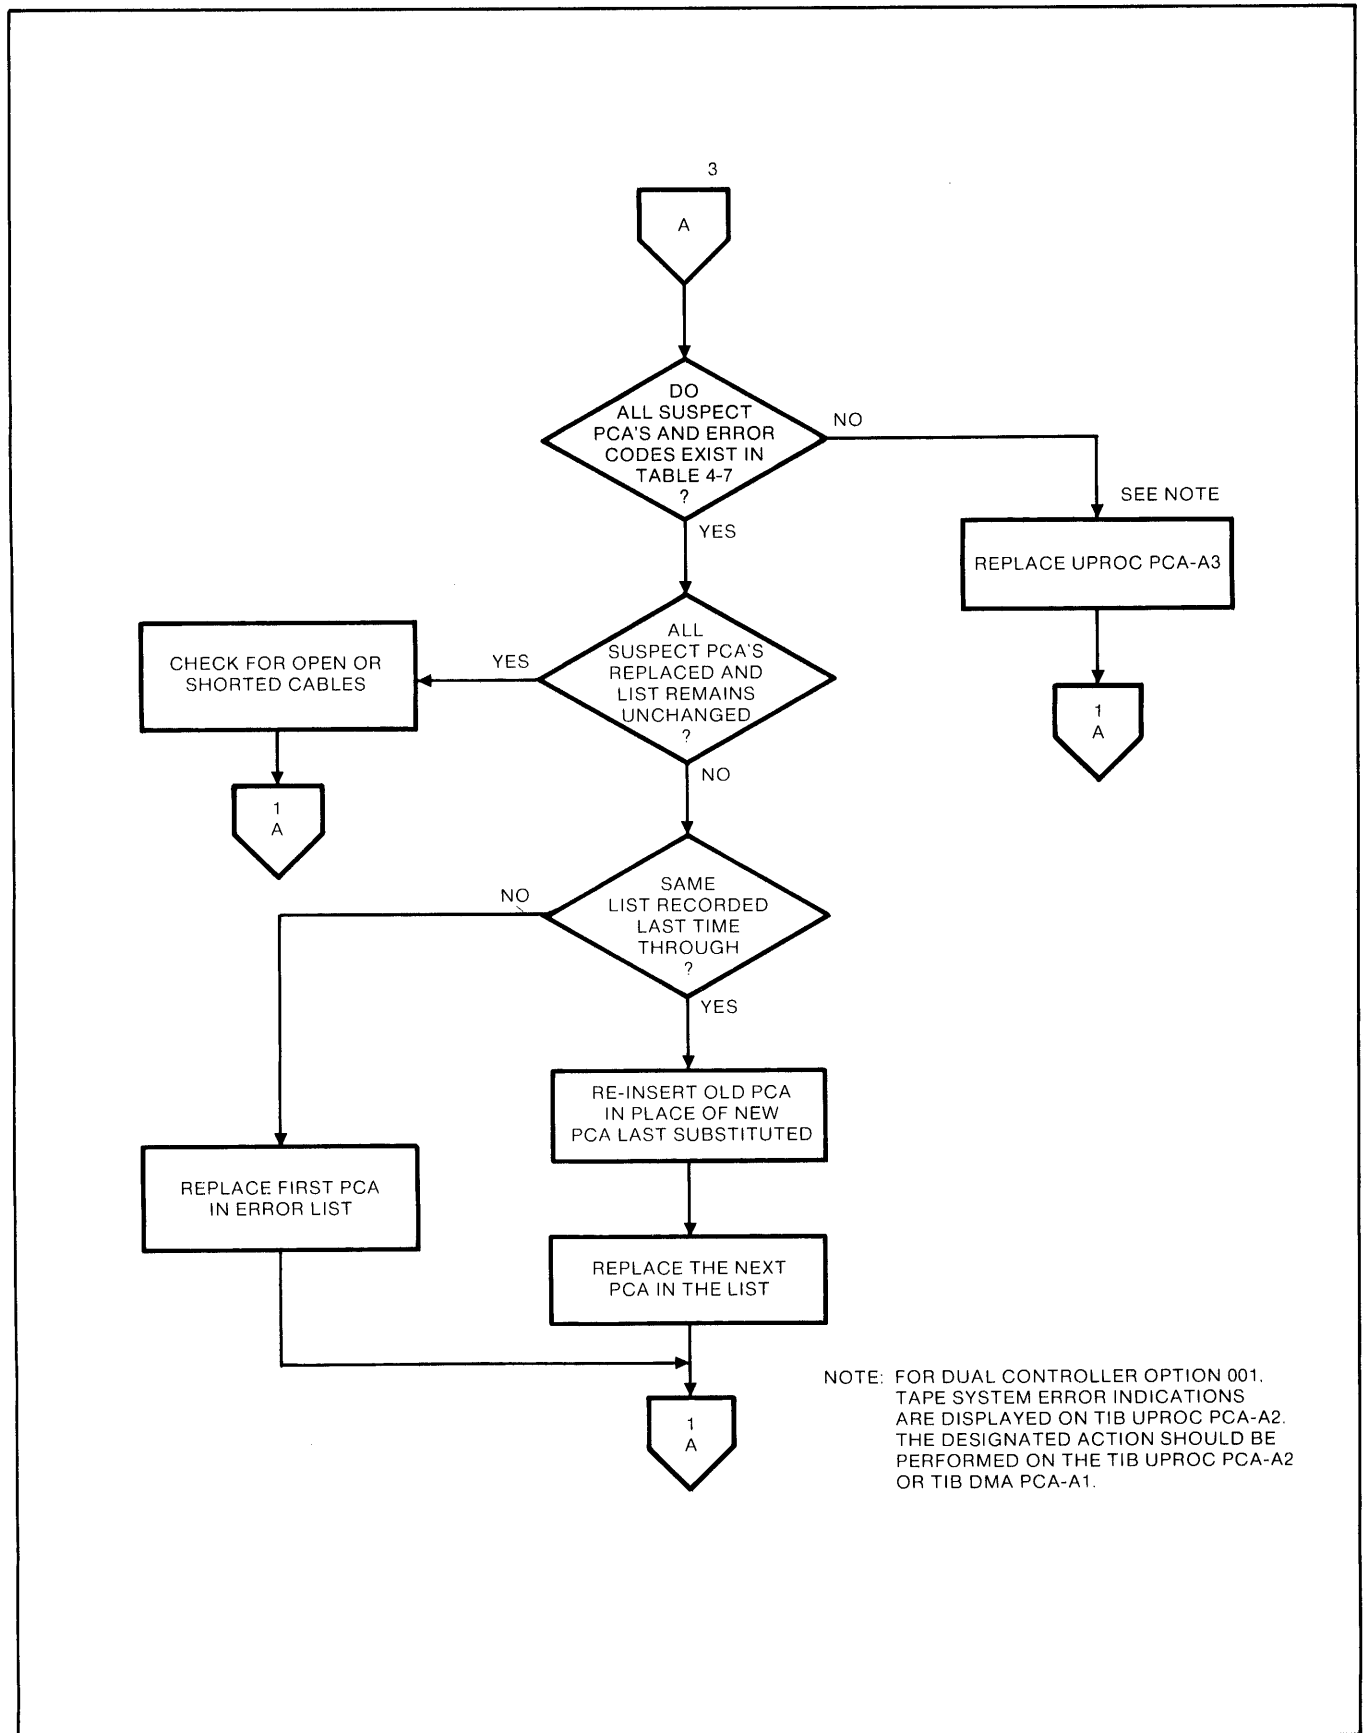 3
A
DO
ALL SUSPECT
PCA'S AND ERROR
CODES EXIST IN
TABLE 4-7
?
NO
YES
SEE NOTE
REPLACE UPROC PCA-A3
1
A
ALL
SUSPECT PCA'S
REPLACED AND
LIST REMAINS
UNCHANGED
?
YES
NO
CHECK FOR OPEN OR
SHORTED CABLES
1
A
SAME
LIST RECORDED
LAST TIME
THROUGH
?
NO
YES
RE-INSERT OLD PCA
IN PLACE OF NEW
PCA LAST SUBSTITUTED
REPLACE FIRST PCA
IN ERROR LIST
REPLACE THE NEXT
PCA IN THE LIST
1
A
NOTE: FOR DUAL CONTROLLER OPTION 001.
TAPE SYSTEM ERROR INDICATIONS
ARE DISPLAYED ON TIB UPROC PCA-A2.
THE DESIGNATED ACTION SHOULD BE
PERFORMED ON THE TIB UPROC PCA-A2
OR TIB DMA PCA-A1.